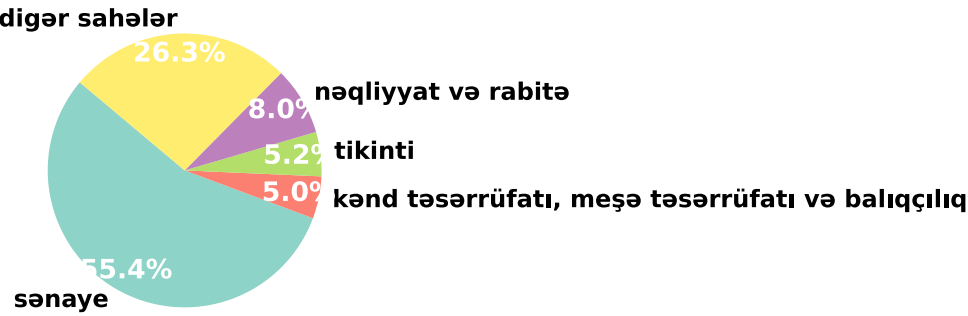 digər sahələr
26.3%
8.0%
nəqliyyat və rabitə
5.2%
tikinti
5.0%
kənd təsərrüfatı, meşə təsərrüfatı və balıqçılıq
55.4%
sənaye